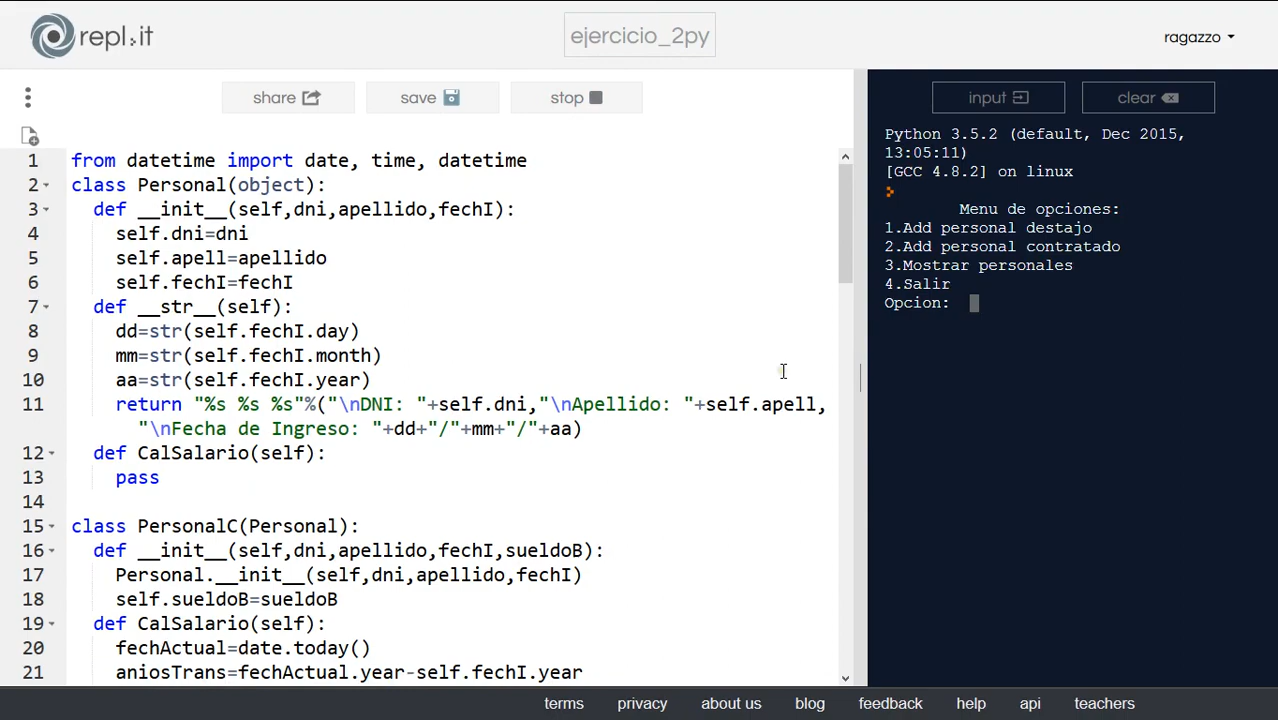 repl.it
ejercicio_2py
ragazzo
share
save
stop
input
clear
1 from datetime import date, time, datetime
2 class Personal(object):
3 def __init__(self,dni,apellido,fechI):
4 self.dni=dni
5 self.apell=apellido
6 self.fechI=fechI
7 def __str__(self):
8 dd=str(self.fechI.day)
9 mm=str(self.fechI.month)
10 aa=str(self.fechI.year)
11 return "%s %s %s"%("\nDNI: "+self.dni,"\nApellido: "+self.apell,
"\nFecha de Ingreso: "+dd+"/"+mm+"/"+aa)
12 def CalSalario(self):
13 pass
14
15 class PersonalC(Personal):
16 def __init__(self,dni,apellido,fechI,sueldoB):
17 Personal.__init__(self,dni,apellido,fechI)
18 self.sueldoB=sueldoB
19 def CalSalario(self):
20 fechActual=date.today()
21 aniosTrans=fechActual.year-self.fechI.year
Python 3.5.2 (default, Dec 2015,
13:05:11)
[GCC 4.8.2] on linux
Menu de opciones:
1.Add personal destajo
2.Add personal contratado
3.Mostrar personales
4.Salir
Opcion:
terms privacy about us blog feedback help api teachers